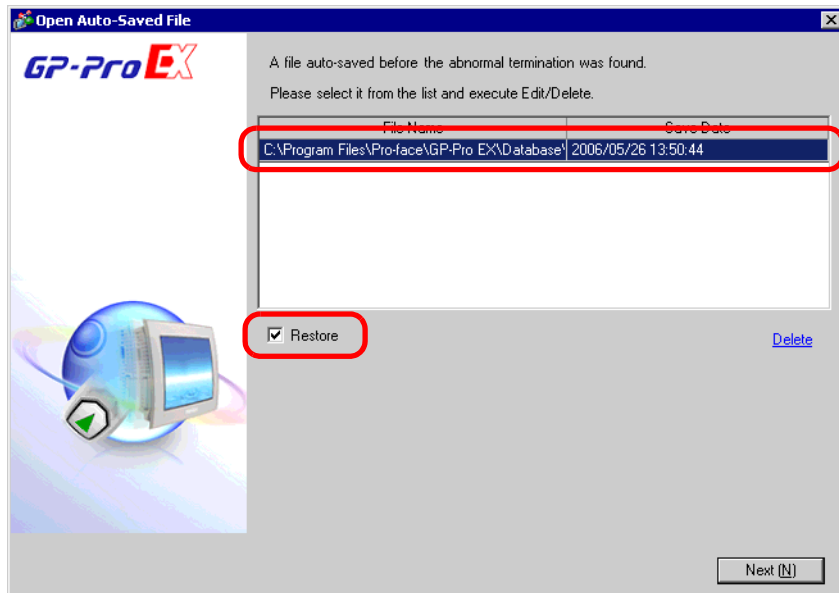 Open Auto-Saved File
GP-Pro EX
A file auto-saved before the abnormal termination was found.
Please select it from the list and execute Edit/Delete.
File Name Save Date
C:\Program Files\Pro-face\GP-Pro EX\Database\ 2006/05/26 13:50:44
Restore
Delete
Next (N)